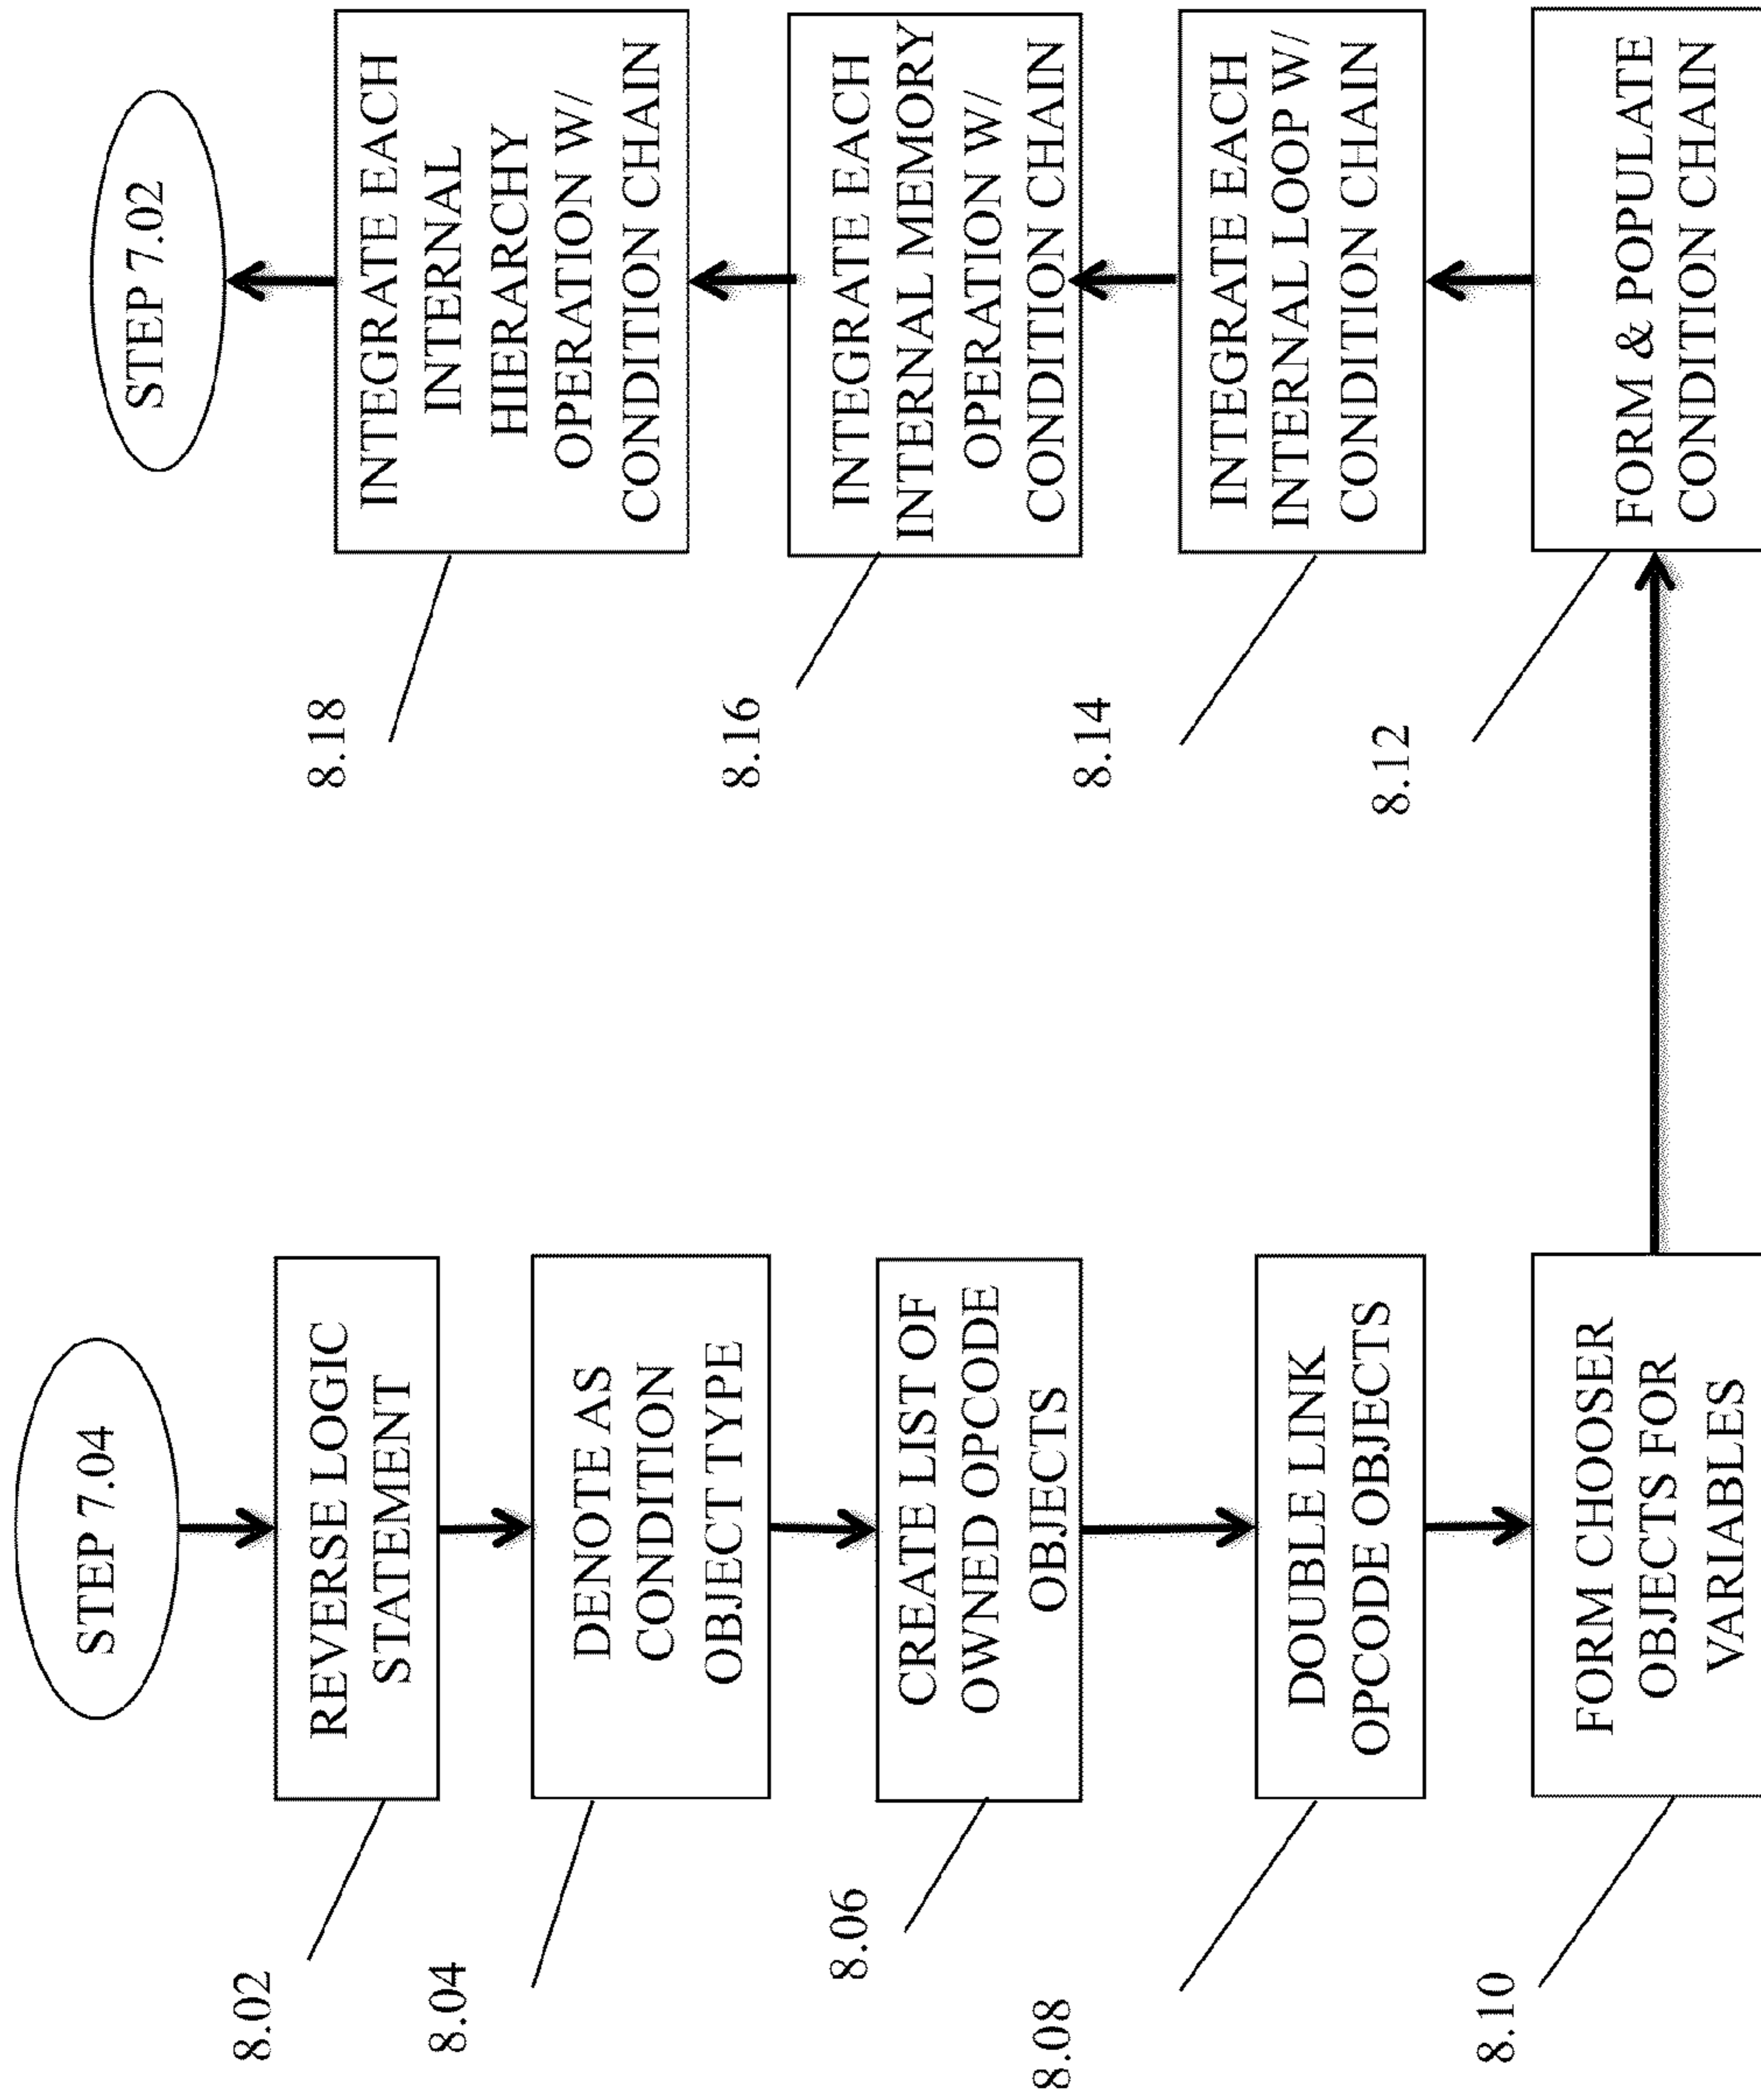 STEP 7.04
8.02
REVERSE LOGIC
STATEMENT
8.04
DENOTE AS
CONDITION
OBJECT TYPE
8.06
CREATE LIST OF
OWNED OPCODE
OBJECTS
8.08
DOUBLE LINK
OPCODE OBJECTS
8.10
FORM CHOOSER
OBJECTS FOR
VARIABLES
8.12
FORM & POPULATE
CONDITION CHAIN
8.14
INTEGRATE EACH
INTERNAL LOOP W/
CONDITION CHAIN
8.16
INTEGRATE EACH
INTERNAL MEMORY
OPERATION W/
CONDITION CHAIN
8.18
INTEGRATE EACH
INTERNAL
HIERARCHY
OPERATION W/
CONDITION CHAIN
STEP 7.02